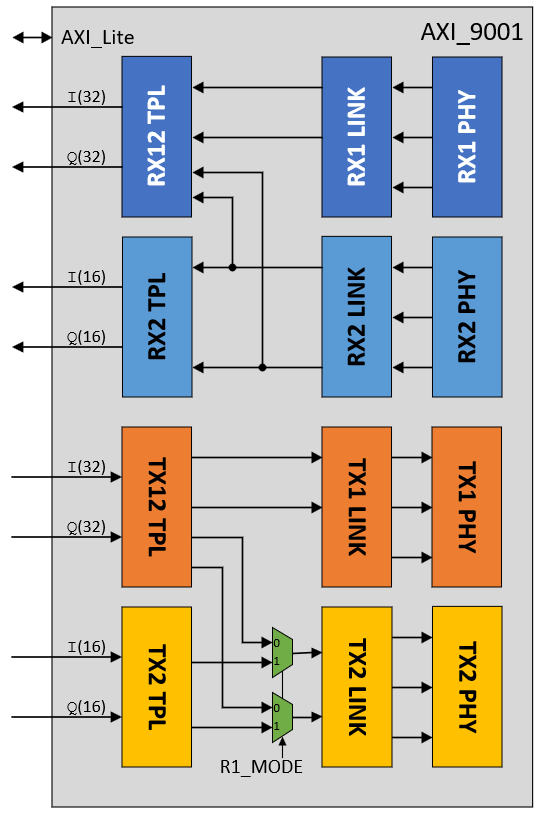 AXI_Lite
AXI_9001
I(32)
Q(32)
RX12 TPL
RX1 LINK
RX1 PHY
I(16)
Q(16)
RX2 TPL
RX2 LINK
RX2 PHY
I(32)
Q(32)
TX12 TPL
TX1 LINK
TX1 PHY
I(16)
Q(16)
TX2 TPL
0
1
0
1
TX2 LINK
TX2 PHY
R1_MODE